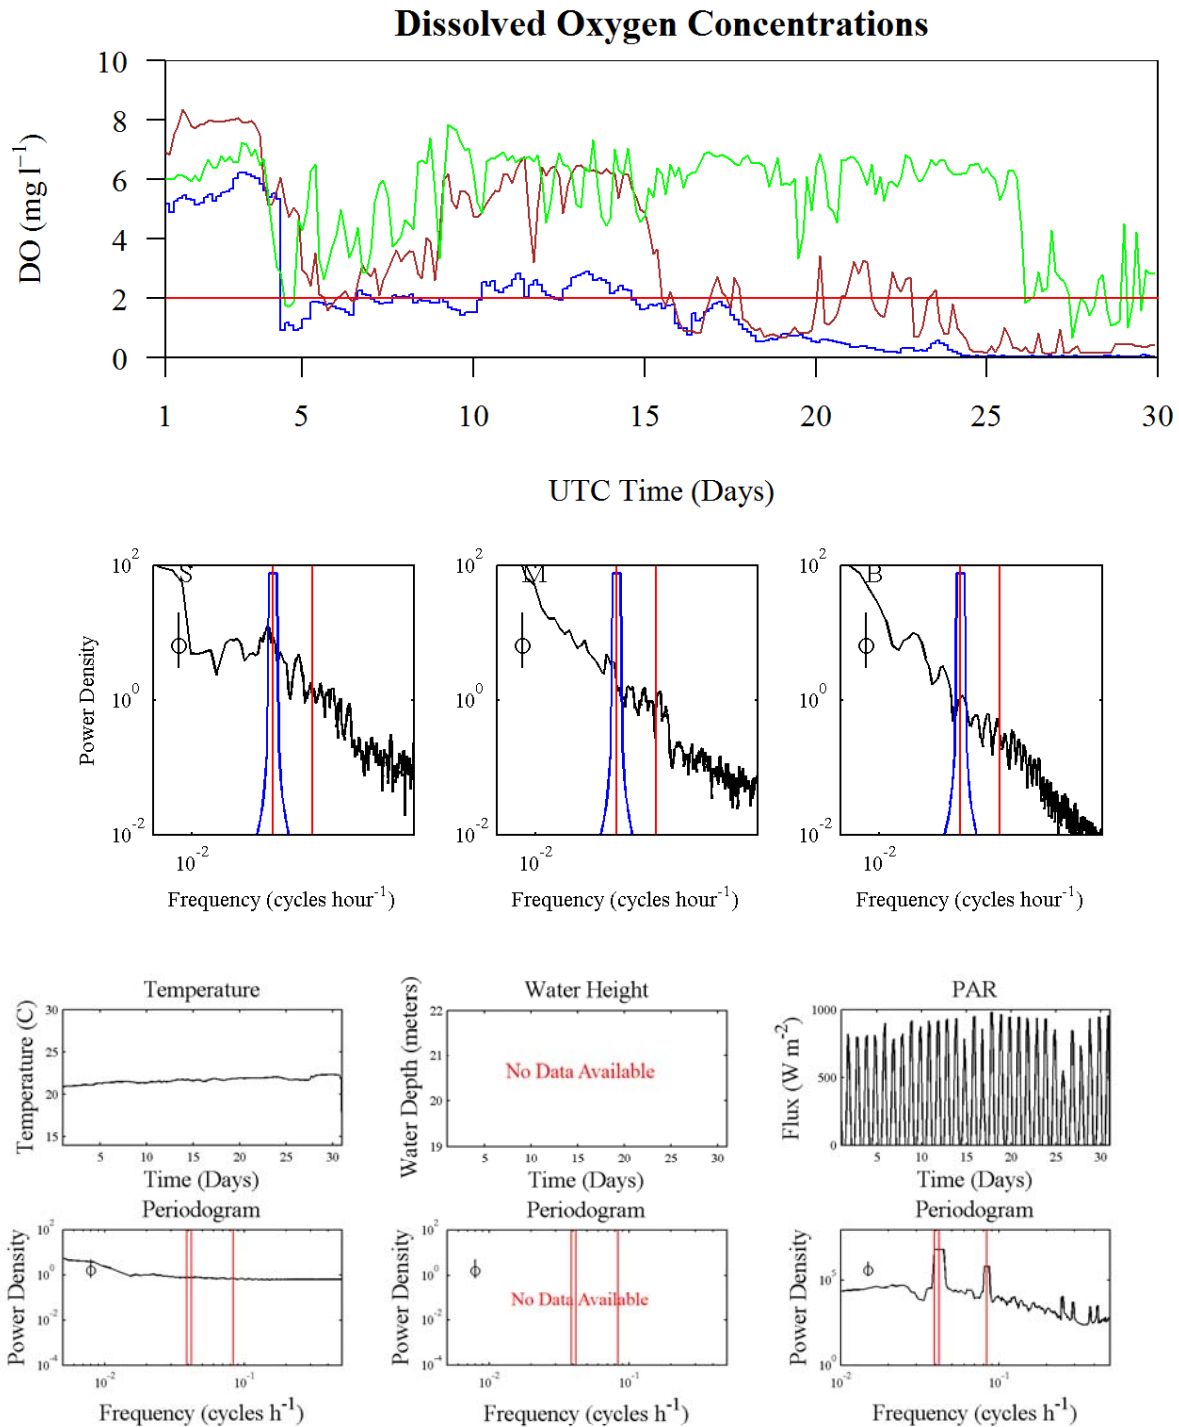 Dissolved Oxygen Concentrations
DO (mg l⁻¹)
10
8
6
4
2
0
1 5 10 15 20 25 30
UTC Time (Days)
Power Density
10² 10² 10²
S M B
10⁰ 10⁰ 10⁰
10⁻² 10⁻² 10⁻²
10⁻² 10⁻² 10⁻²
Frequency (cycles hour⁻¹) Frequency (cycles hour⁻¹) Frequency (cycles hour⁻¹)
Temperature
Temperature (C)
30
25
20
15
5 10 15 20 25 30
Time (Days)
Water Height
Water Depth (meters)
22
21
20
19
No Data Available
5 10 15 20 25 30
Time (Days)
PAR
Flux (W m⁻²)
1000
500
0
5 10 15 20 25 30
Time (Days)
Periodogram
Power Density
10²
10⁰
10⁻²
10⁻⁴
10⁻² 10⁻¹
Frequency (cycles h⁻¹)
Periodogram
Power Density
10²
10⁰
10⁻²
10⁻⁴
No Data Available
10⁻² 10⁻¹
Frequency (cycles h⁻¹)
Periodogram
Power Density
10⁵
10⁰
10⁻² 10⁻¹
Frequency (cycles h⁻¹)